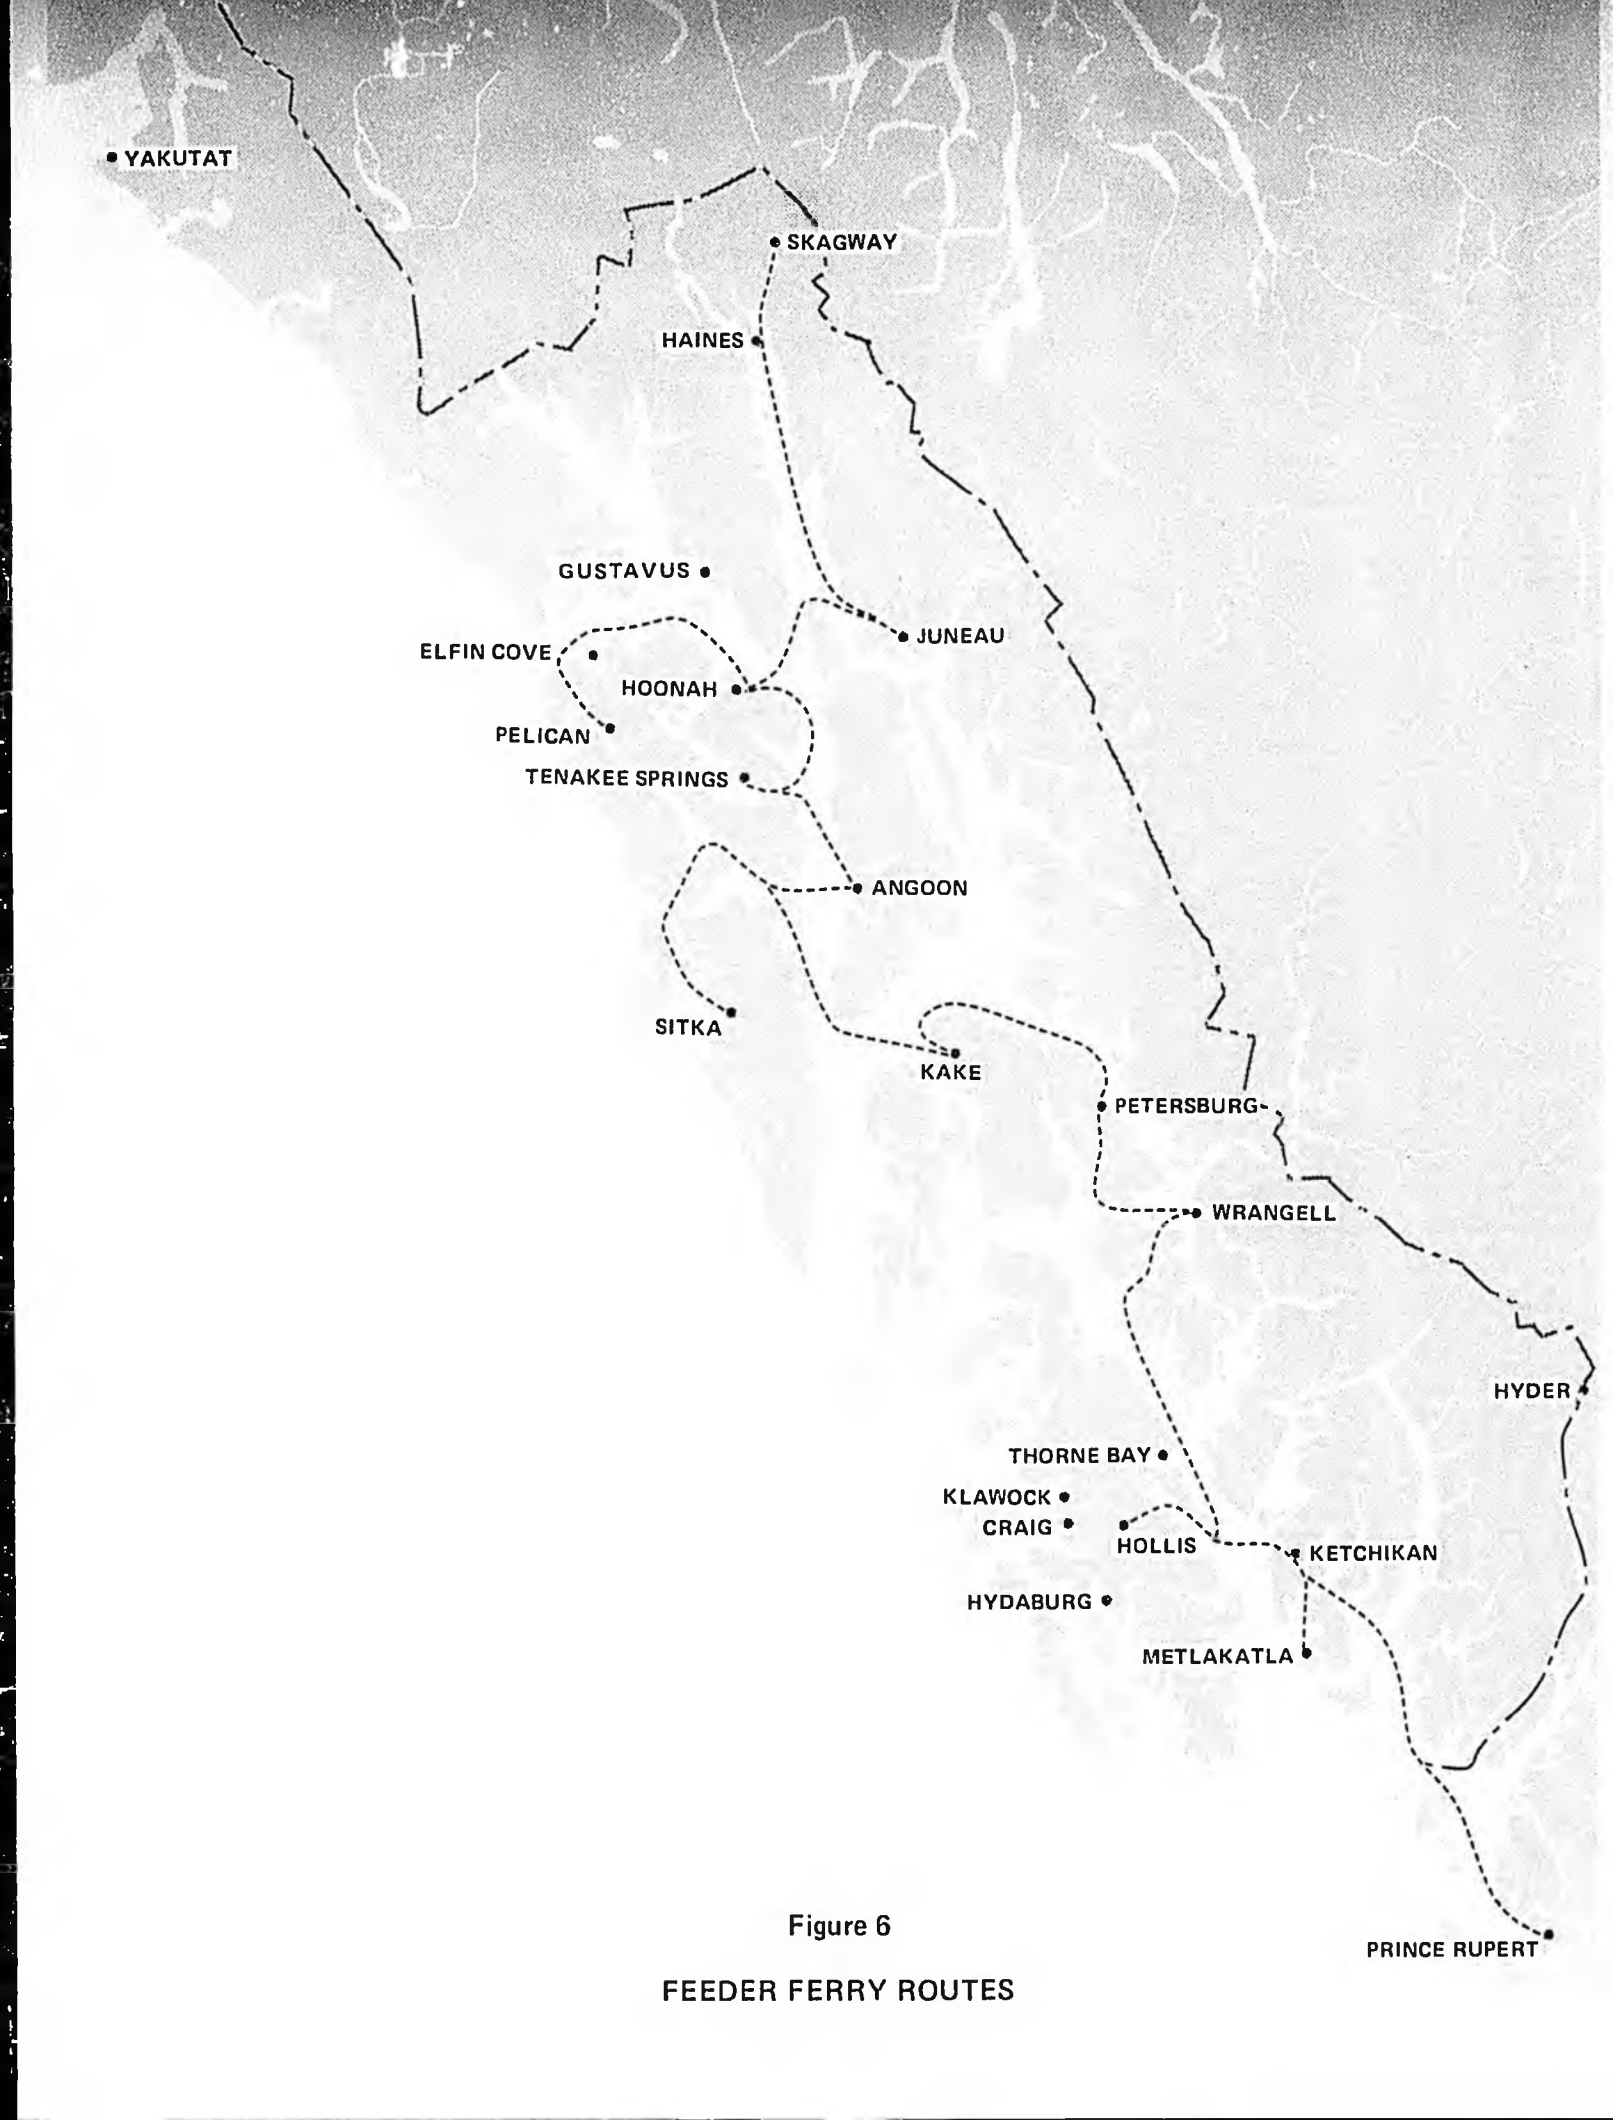 YAKUTAT
SKAGWAY
HAINES
GUSTAVUS
JUNEAU
ELFIN COVE
HOONAH
PELICAN
TENAKEE SPRINGS
ANGOON
SITKA
KAKE
PETERSBURG
WRANGELL
HYDER
THORNE BAY
KLAWOCK
CRAIG
HOLLIS
KETCHIKAN
HYDABURG
METLAKATLA
PRINCE RUPERT
Figure 6
FEEDER FERRY ROUTES